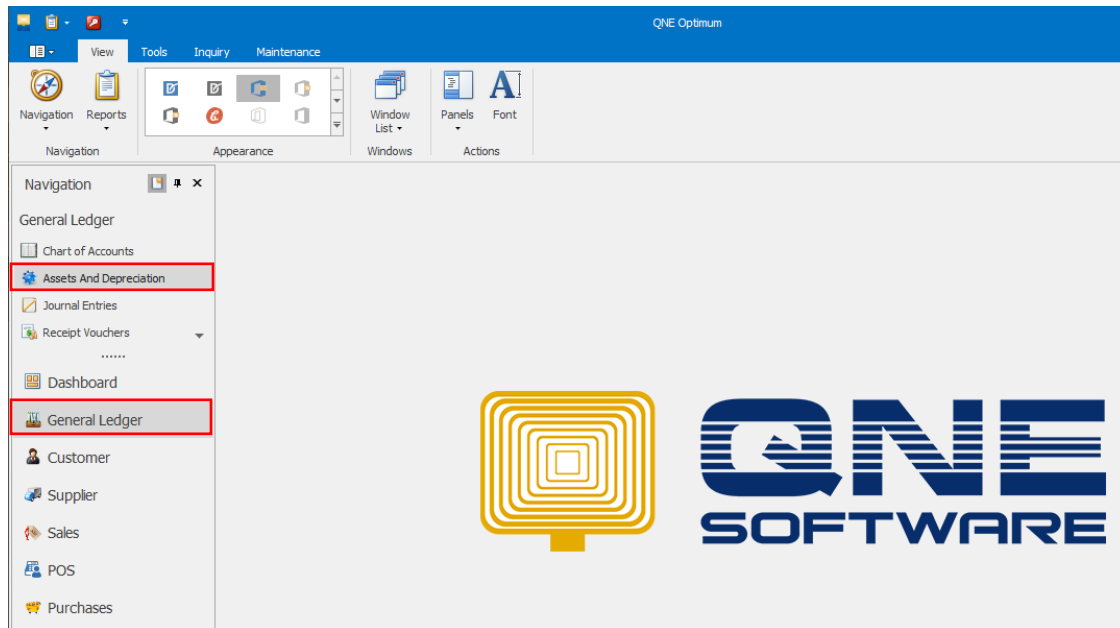 QNE Optimum
View Tools Inquiry Maintenance
Navigation Reports Window List Panels Font
Navigation Appearance Windows Actions
Navigation
General Ledger
Chart of Accounts
Assets And Depreciation
Journal Entries
Receipt Vouchers
......
Dashboard
General Ledger
Customer
Supplier
Sales
POS
Purchases
QNE
SOFTWARE